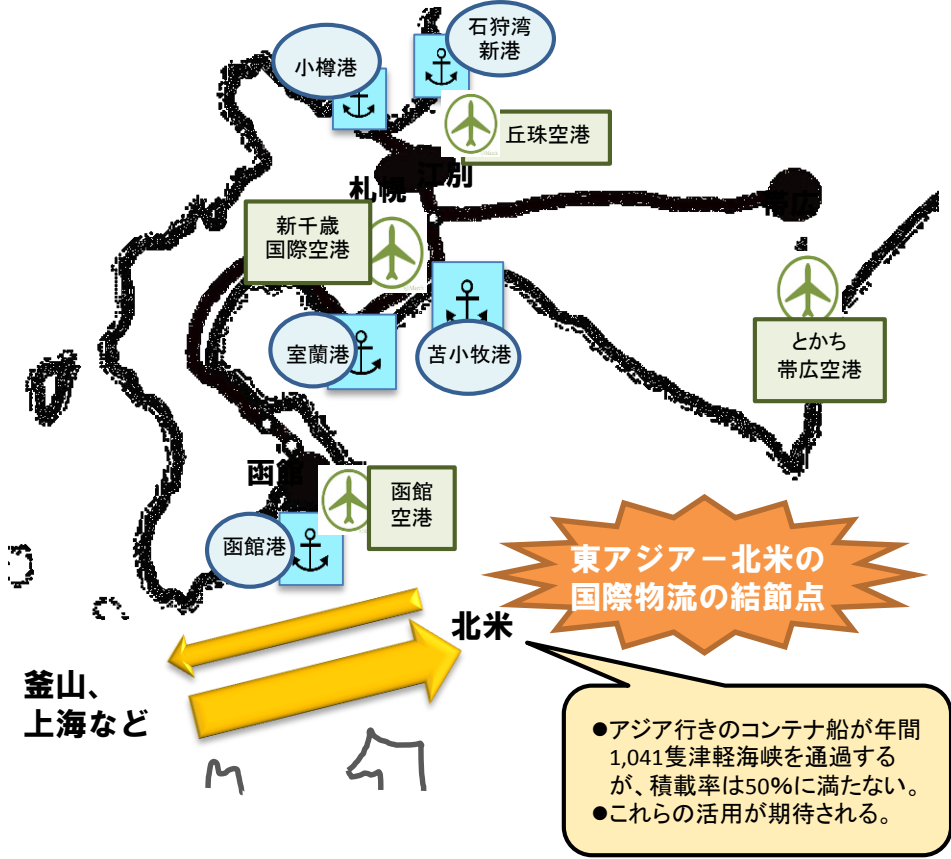 石狩湾
新港
小樽港
丘珠空港
江別
札幌
帯広
新千歳
国際空港
室蘭港
苫小牧港
とかち
帯広空港
函館
函館
空港
函館港
東アジア－北米の
国際物流の結節点
北米
釜山、
上海など
●アジア行きのコンテナ船が年間
1,041隻津軽海峡を通過する
が、積載率は50%に満たない。
●これらの活用が期待される。